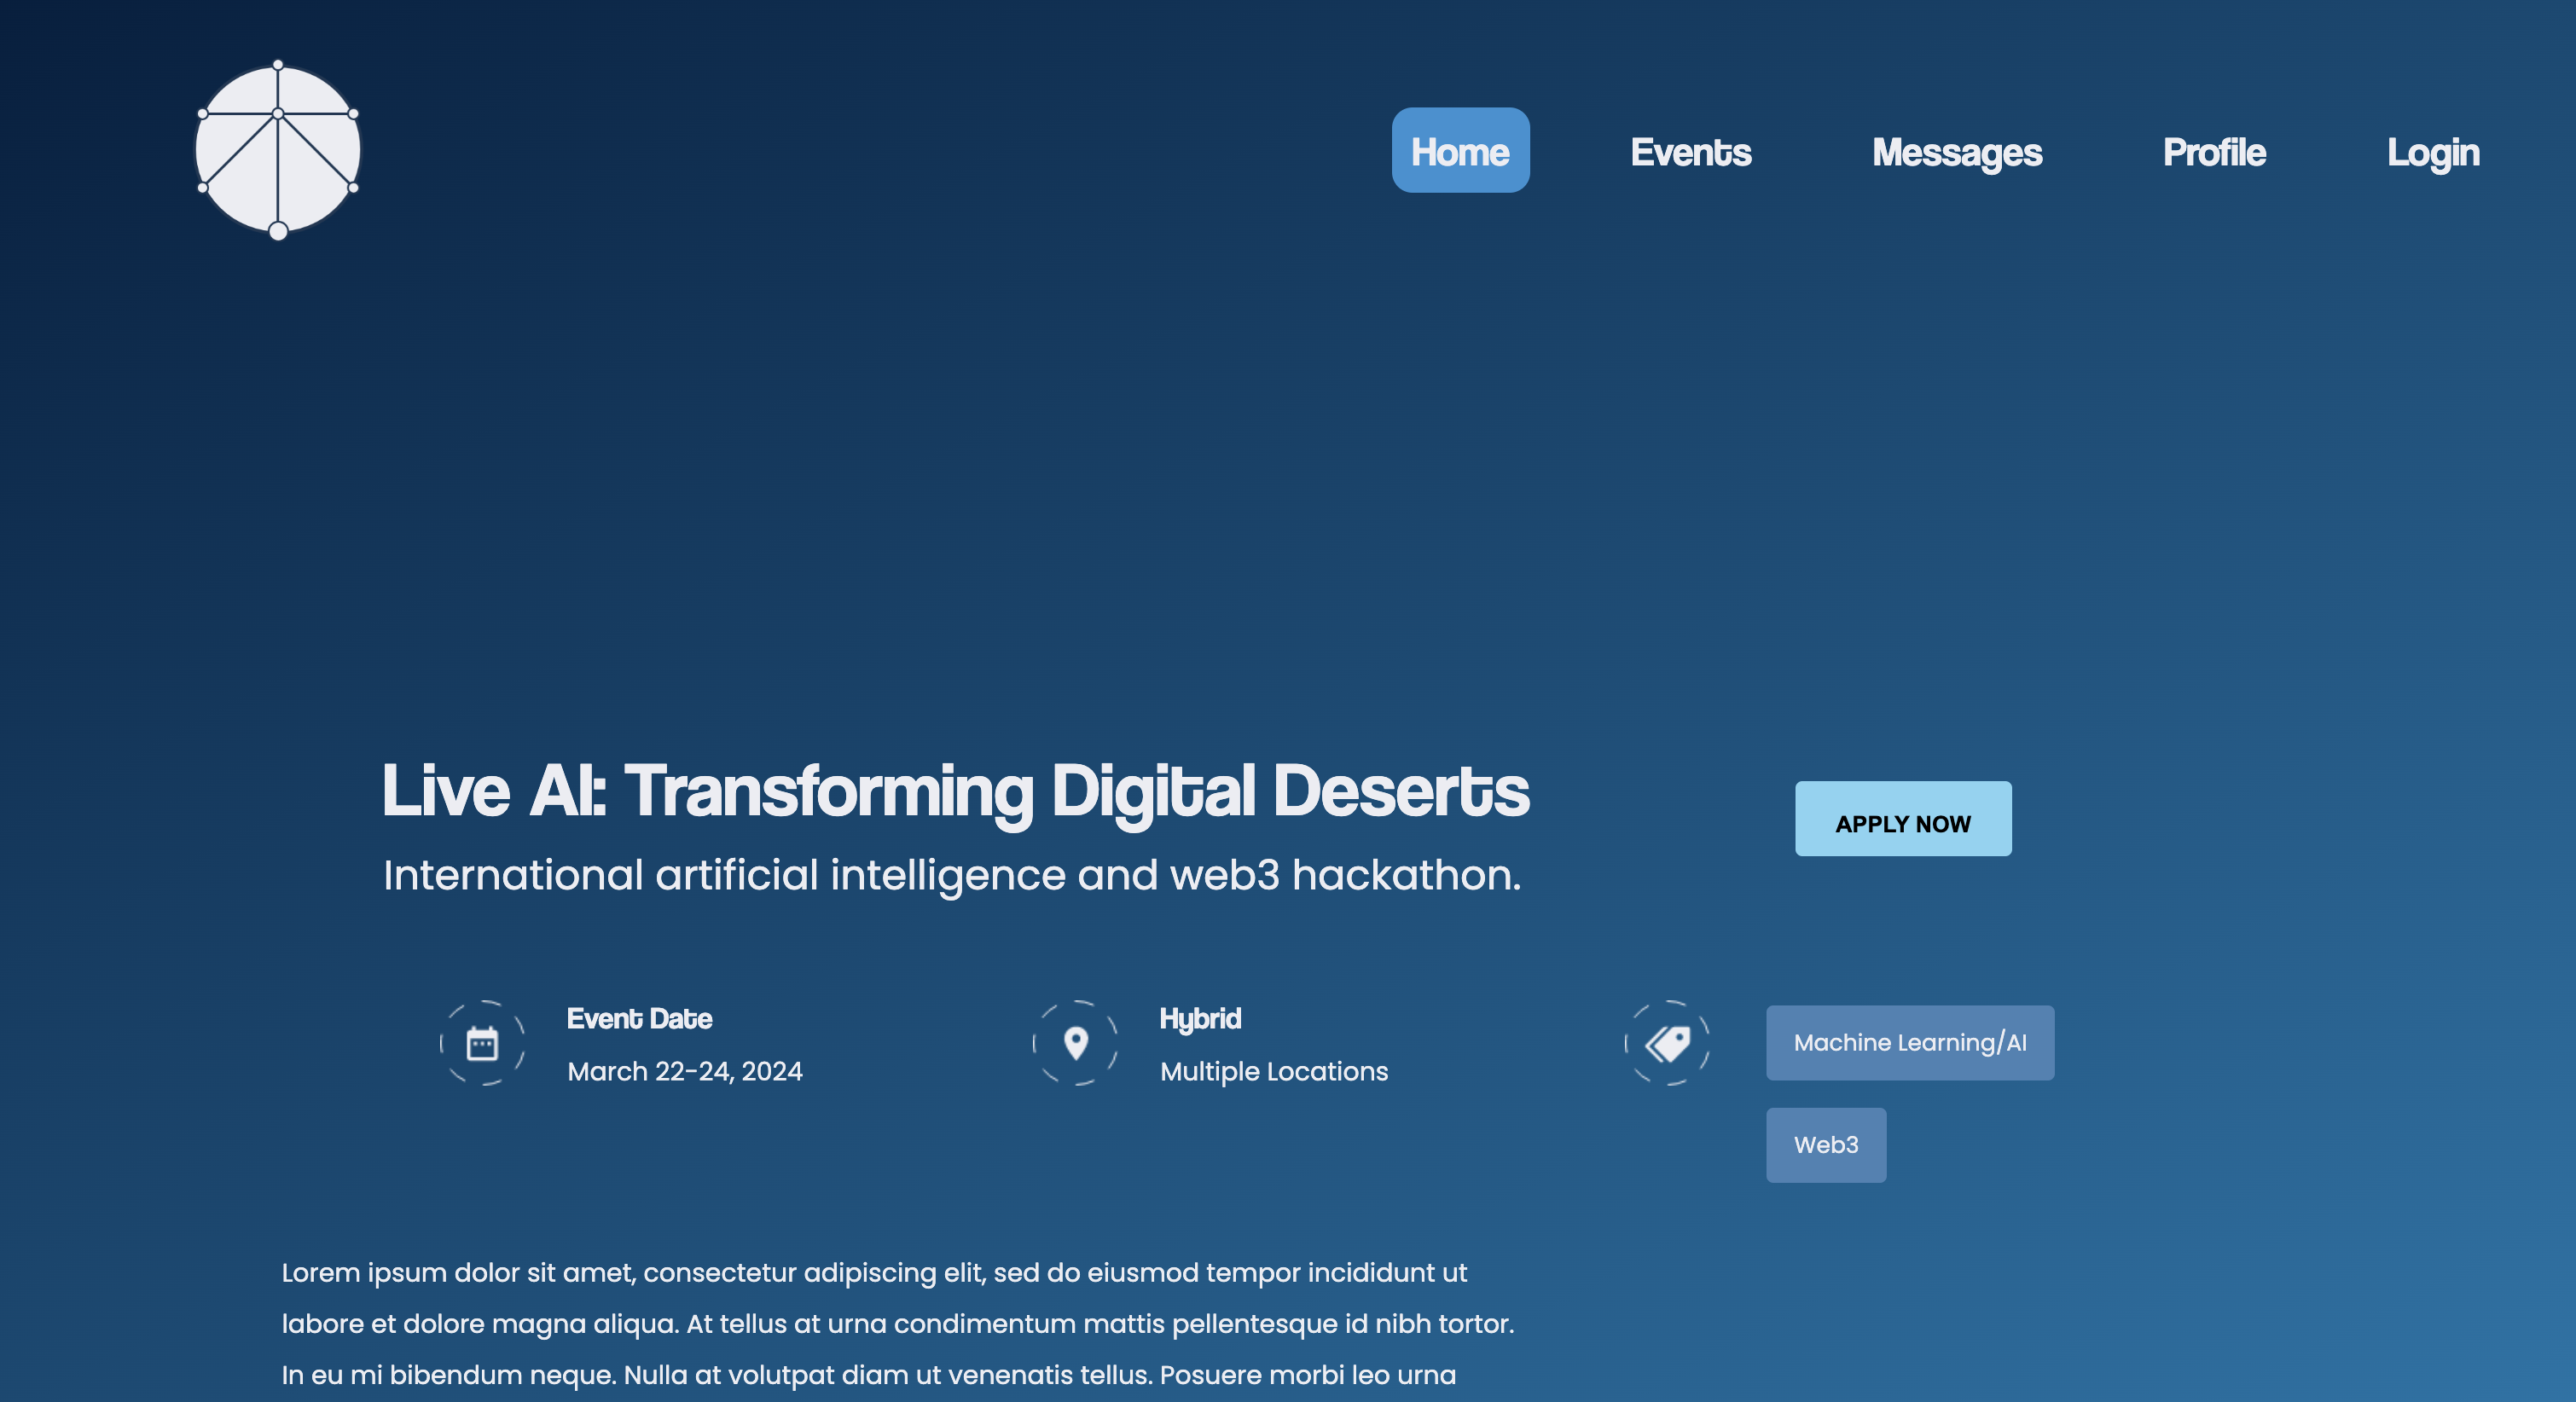 Home Events Messages Profile Login
Live AI: Transforming Digital Deserts
APPLY NOW
International artificial intelligence and web3 hackathon.
Event Date
March 22-24, 2024
Hybrid
Multiple Locations
Machine Learning/AI
Web3
Lorem ipsum dolor sit amet, consectetur adipiscing elit, sed do eiusmod tempor incididunt ut
labore et dolore magna aliqua. At tellus at urna condimentum mattis pellentesque id nibh tortor.
In eu mi bibendum neque. Nulla at volutpat diam ut venenatis tellus. Posuere morbi leo urna